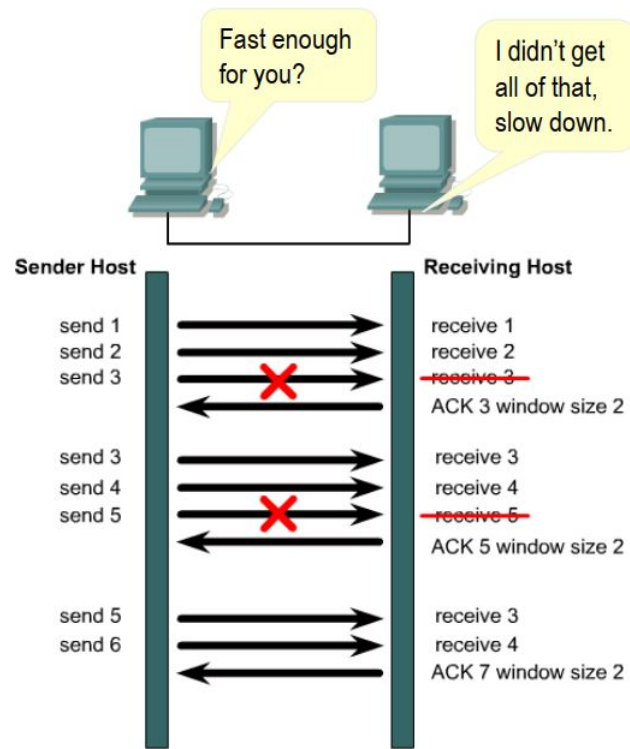 Fast enough
for you?
I didn't get
all of that,
slow down.
Sender Host
Receiving Host
send 1
receive 1
send 2
receive 2
send 3
receive 3
ACK 3 window size 2
send 3
receive 3
send 4
receive 4
send 5
receive 5
ACK 5 window size 2
send 5
receive 3
send 6
receive 4
ACK 7 window size 2